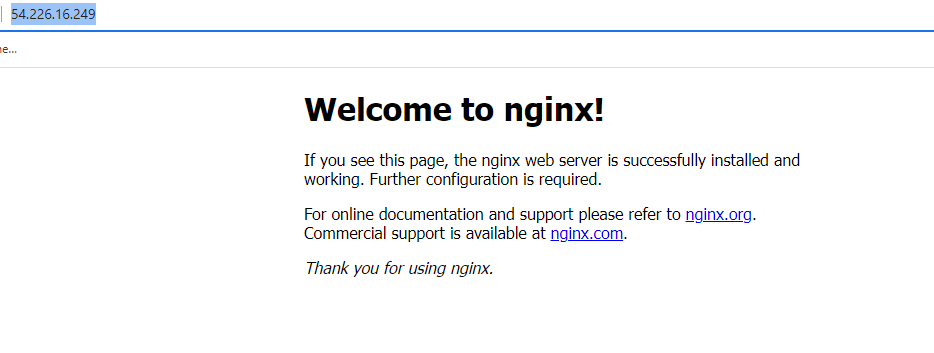 54.226.16.249
ne...
Welcome to nginx!
If you see this page, the nginx web server is successfully installed and
working. Further configuration is required.
For online documentation and support please refer to nginx.org.
Commercial support is available at nginx.com.
Thank you for using nginx.